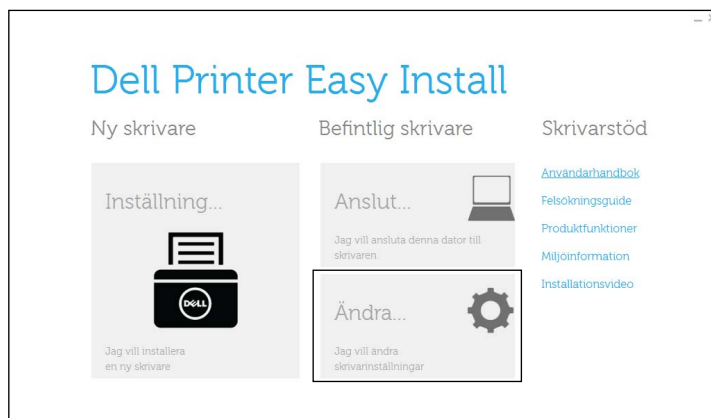 Dell Printer Easy Install
Ny skrivare
Inställning...
DELL
Jag vill installera
en ny skrivare
Befintlig skrivare
Anslut...
Jag vill ansluta denna dator till
skrivaren
Ändra...
Jag vill ändra
skrivarinställningar
Skrivarstöd
Användarhandbok
Felsökningsguide
Produktfunktioner
Miljöinformation
Installationsvideo